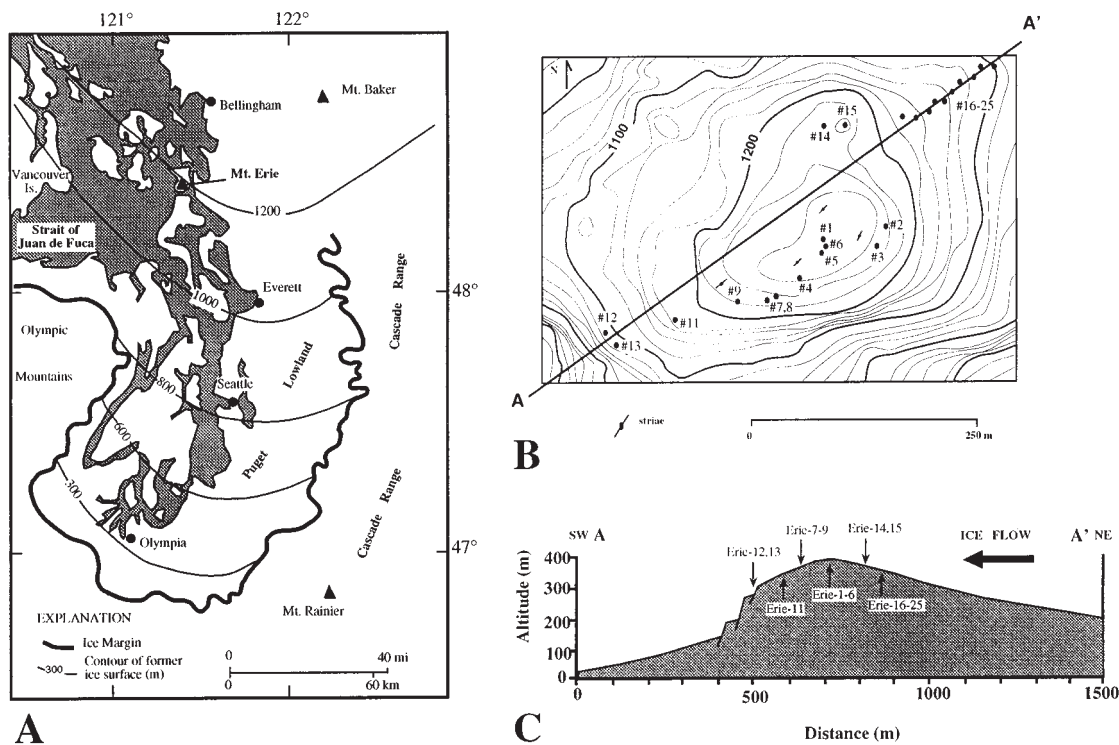 121°
122°
Bellingham
Mt. Baker
Vancouver
Is.
Mt. Erie
1200
Strait of
Juan de Fuca
Everett
1000
48°
Olympic
Mountains
Cascade Range
Lowland
Seattle
800
600
Puget
300
Cascade Range
Olympia
47°
Mt. Rainier
EXPLANATION
Ice Margin
300 Contour of former
ice surface (m)
0 40 mi
0 60 km
A
A'
N
1100
1200
#15
#14
#16-25
#1
#2
#6
#5
#3
#4
#9
#7,8
#12
#11
#13
A
striae
0 250 m
B
SW A
Erie-12,13
Erie-7-9
Erie-14,15
ICE FLOW
A' NE
Erie-11
Erie-1-6
Erie-16-25
Altitude (m)
400
300
200
100
0
0 500 1000 1500
Distance (m)
C